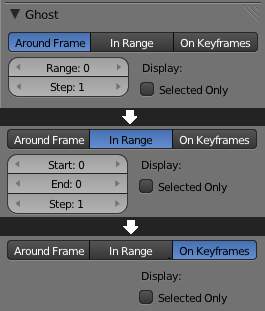 Ghost
Around Frame In Range On Keyframes
Range: 0 Display:
Step: 1 Selected Only
Around Frame In Range On Keyframes
Start: 0 Display:
End: 0 Selected Only
Step: 1
Around Frame In Range On Keyframes
Display:
Selected Only